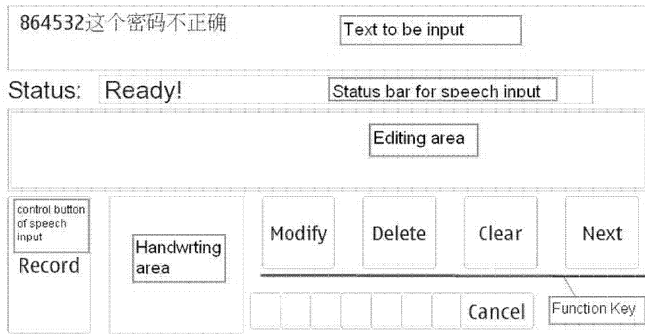 864532这个密码不正确
Text to be input
Status: Ready!
Status bar for speech input
Editing area
control button
of speech
input
Record
Handwrting
area
Modify
Delete
Clear
Next
Cancel
Function Key